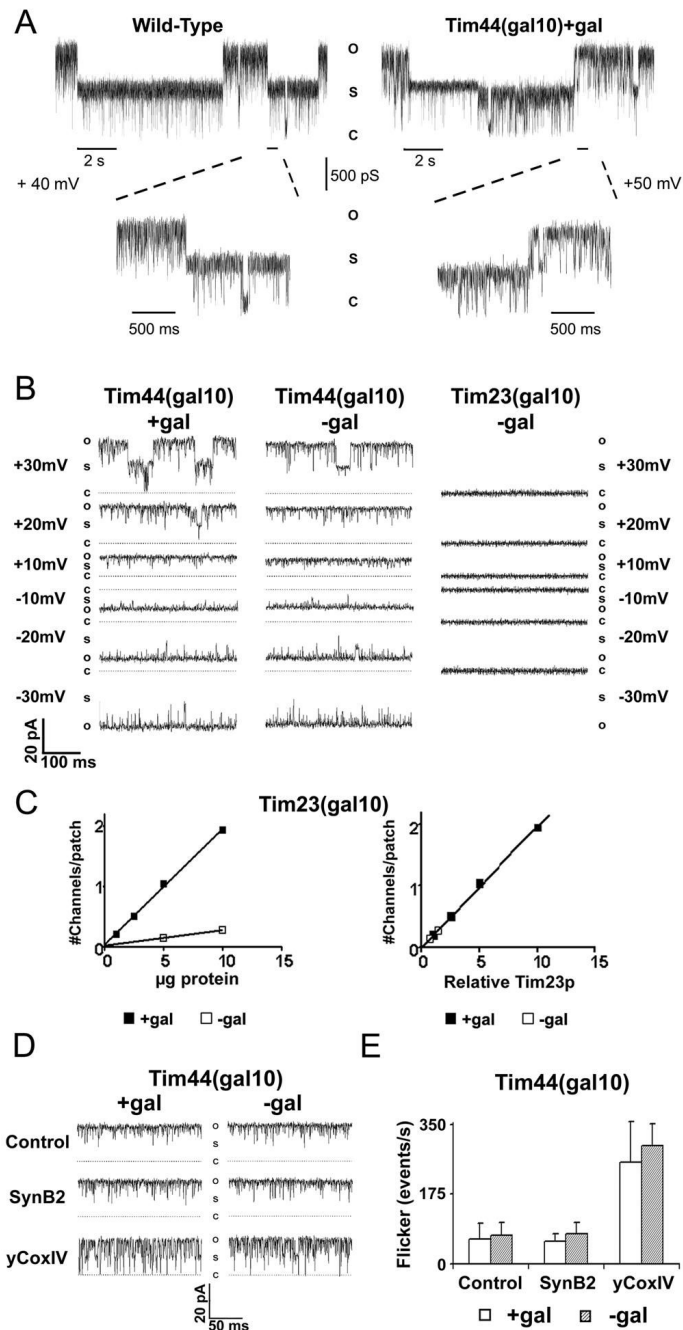 A
Wild-Type
Tim44(gal10)+gal
O
S
C
2 s
2 s
+ 40 mV
500 pS
+50 mV
O
S
C
500 ms
500 ms
B
Tim44(gal10) Tim44(gal10) Tim23(gal10)
+gal -gal -gal
o o
+30mV s s +30mV
c c
o o
+20mV s s +20mV
c c
o o
+10mV s s +10mV
c c
c c
-10mV s s -10mV
o o
c c
-20mV s s -20mV
o o
c c
-30mV s s -30mV
o o
20 pA
100 ms
C
Tim23(gal10)
#Channels/patch
2
1
0
0 5 10 15
µg protein
+gal -gal
#Channels/patch
2
1
0
0 5 10 15
Relative Tim23p
+gal -gal
D
Tim44(gal10)
+gal -gal
Control
o
s
c
SynB2
o
s
c
yCoxIV
o
s
c
20 pA
50 ms
E
Tim44(gal10)
Flicker (events/s)
350
175
0
Control SynB2 yCoxIV
+gal -gal